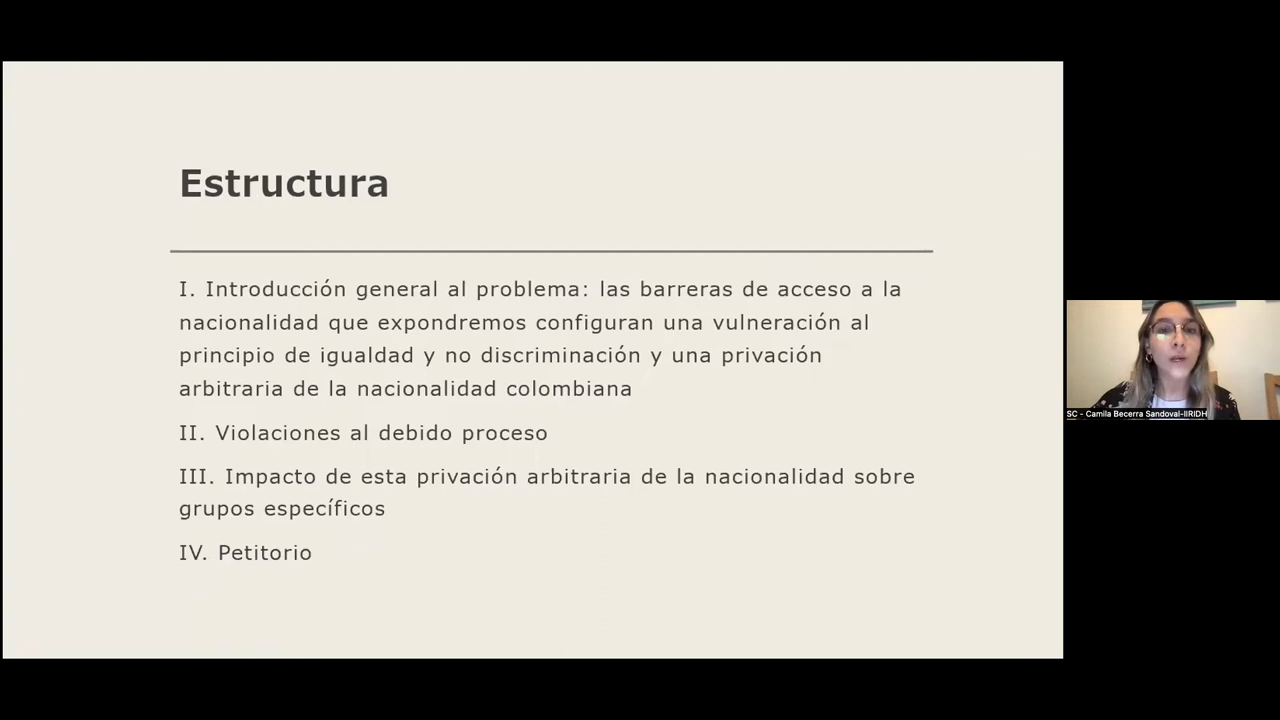 Estructura
I. Introducción general al problema: las barreras de acceso a la
nacionalidad que expondremos configuran una vulneración al
principio de igualdad y no discriminación y una privación
arbitraria de la nacionalidad colombiana
II. Violaciones al debido proceso
III. Impacto de esta privación arbitraria de la nacionalidad sobre
grupos específicos
IV. Petitorio
SC - Camila Becerra Sandoval-IIRIDH